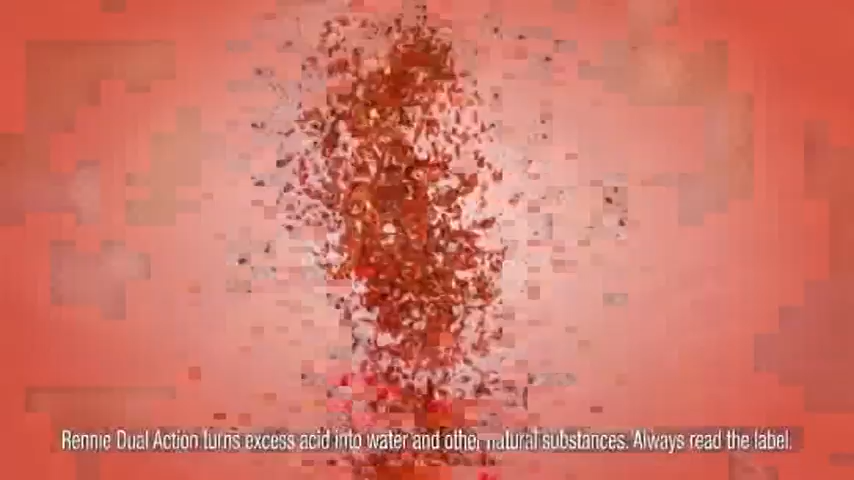 Rennie Dual Action turns excess acid into water and other natural substances. Always read the label.